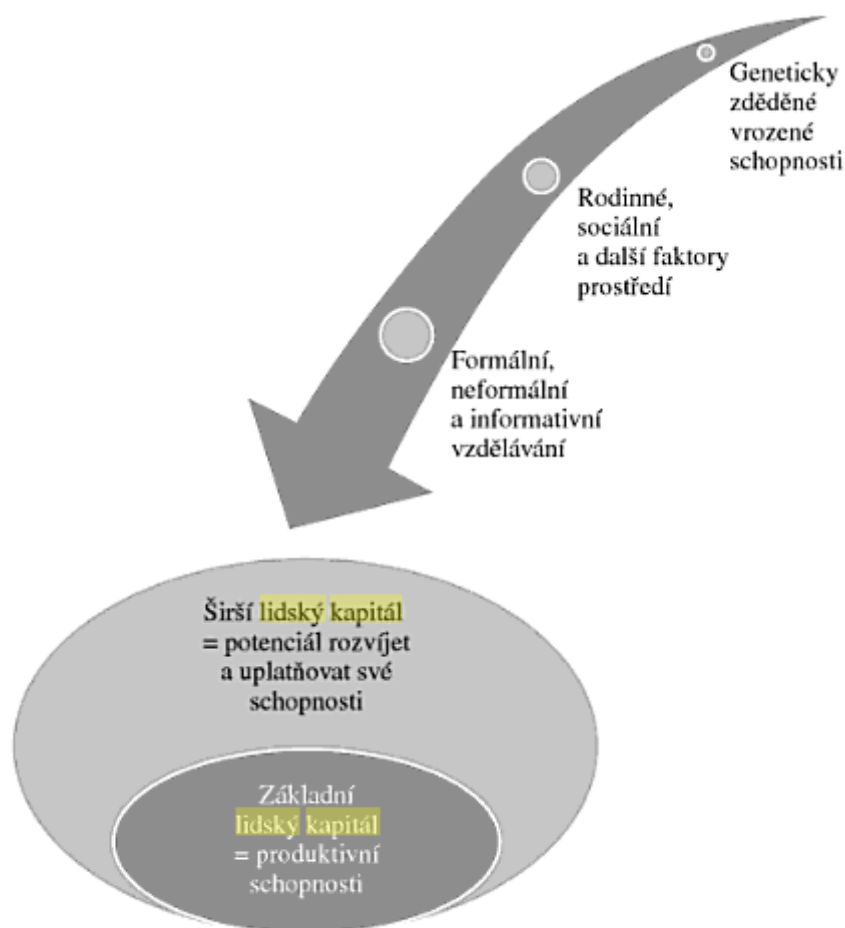 Geneticky
zděděné
vrozené
schopnosti
Rodinné,
sociální
a další faktory
prostředí
Formální,
neformální
a informativní
vzdělávání
Širší lidský kapitál
= potenciál rozvíjet
a uplatňovat své
schopnosti
Základní
lidský kapitál
= produktivní
schopnosti